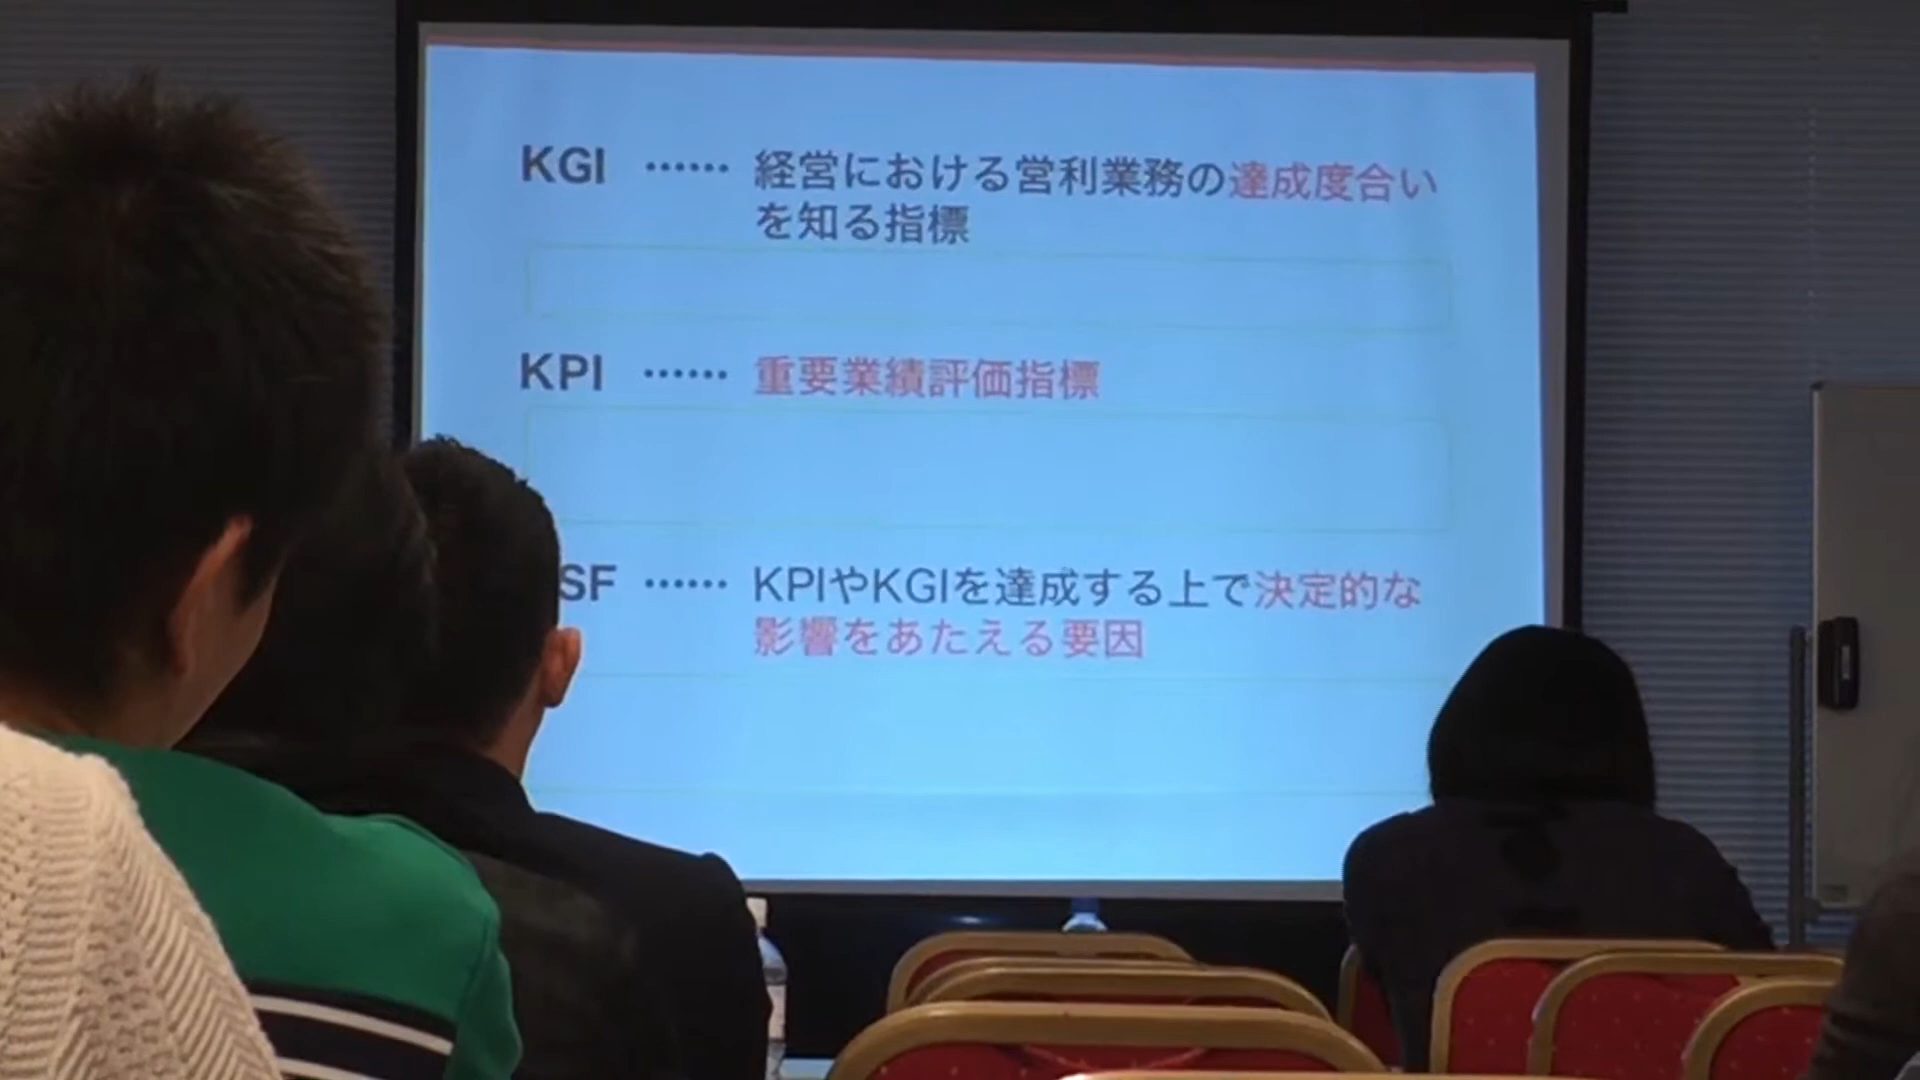 KGI …… 経営における営利業務の達成度合い
を知る指標
KPI …… 重要業績評価指標
SF …… KPIやKGIを達成する上で決定的な
影響をあたえる要因